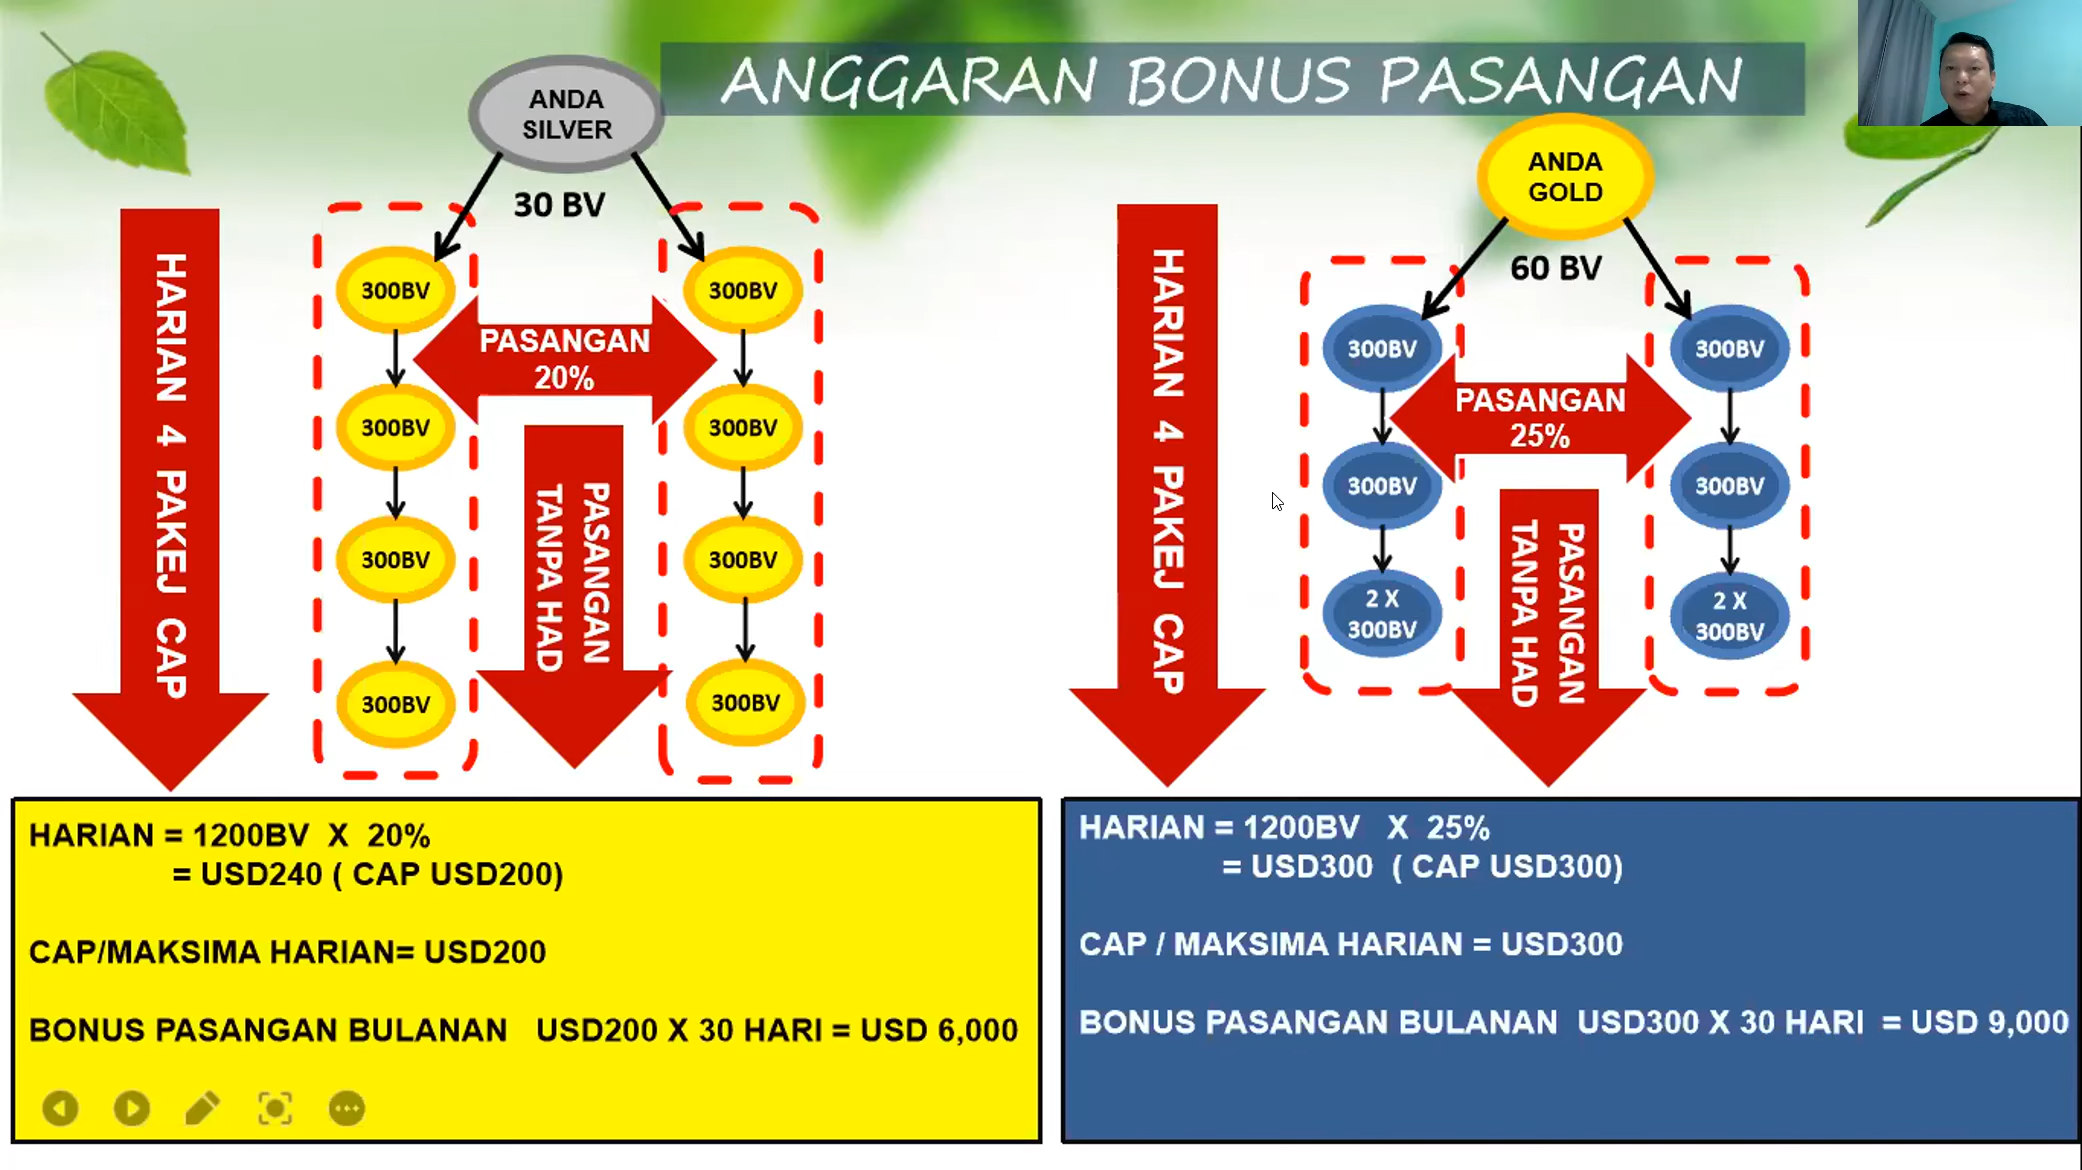 ANGGARAN BONUS PASANGAN
ANDA
SILVER
30 BV
HARIAN 4 PAKEJ CAP
300BV
300BV
PASANGAN
20%
300BV
300BV
PASANGAN
TANPA HAD
300BV
300BV
300BV
300BV
HARIAN = 1200BV X 20%
= USD240 ( CAP USD200)
CAP/MAKSIMA HARIAN= USD200
BONUS PASANGAN BULANAN USD200 X 30 HARI = USD 6,000
ANDA
GOLD
60 BV
HARIAN 4 PAKEJ CAP
300BV
300BV
PASANGAN
25%
300BV
300BV
PASANGAN
TANPA HAD
2 X
300BV
2 X
300BV
HARIAN = 1200BV X 25%
= USD300 ( CAP USD300)
CAP / MAKSIMA HARIAN = USD300
BONUS PASANGAN BULANAN USD300 X 30 HARI = USD 9,000